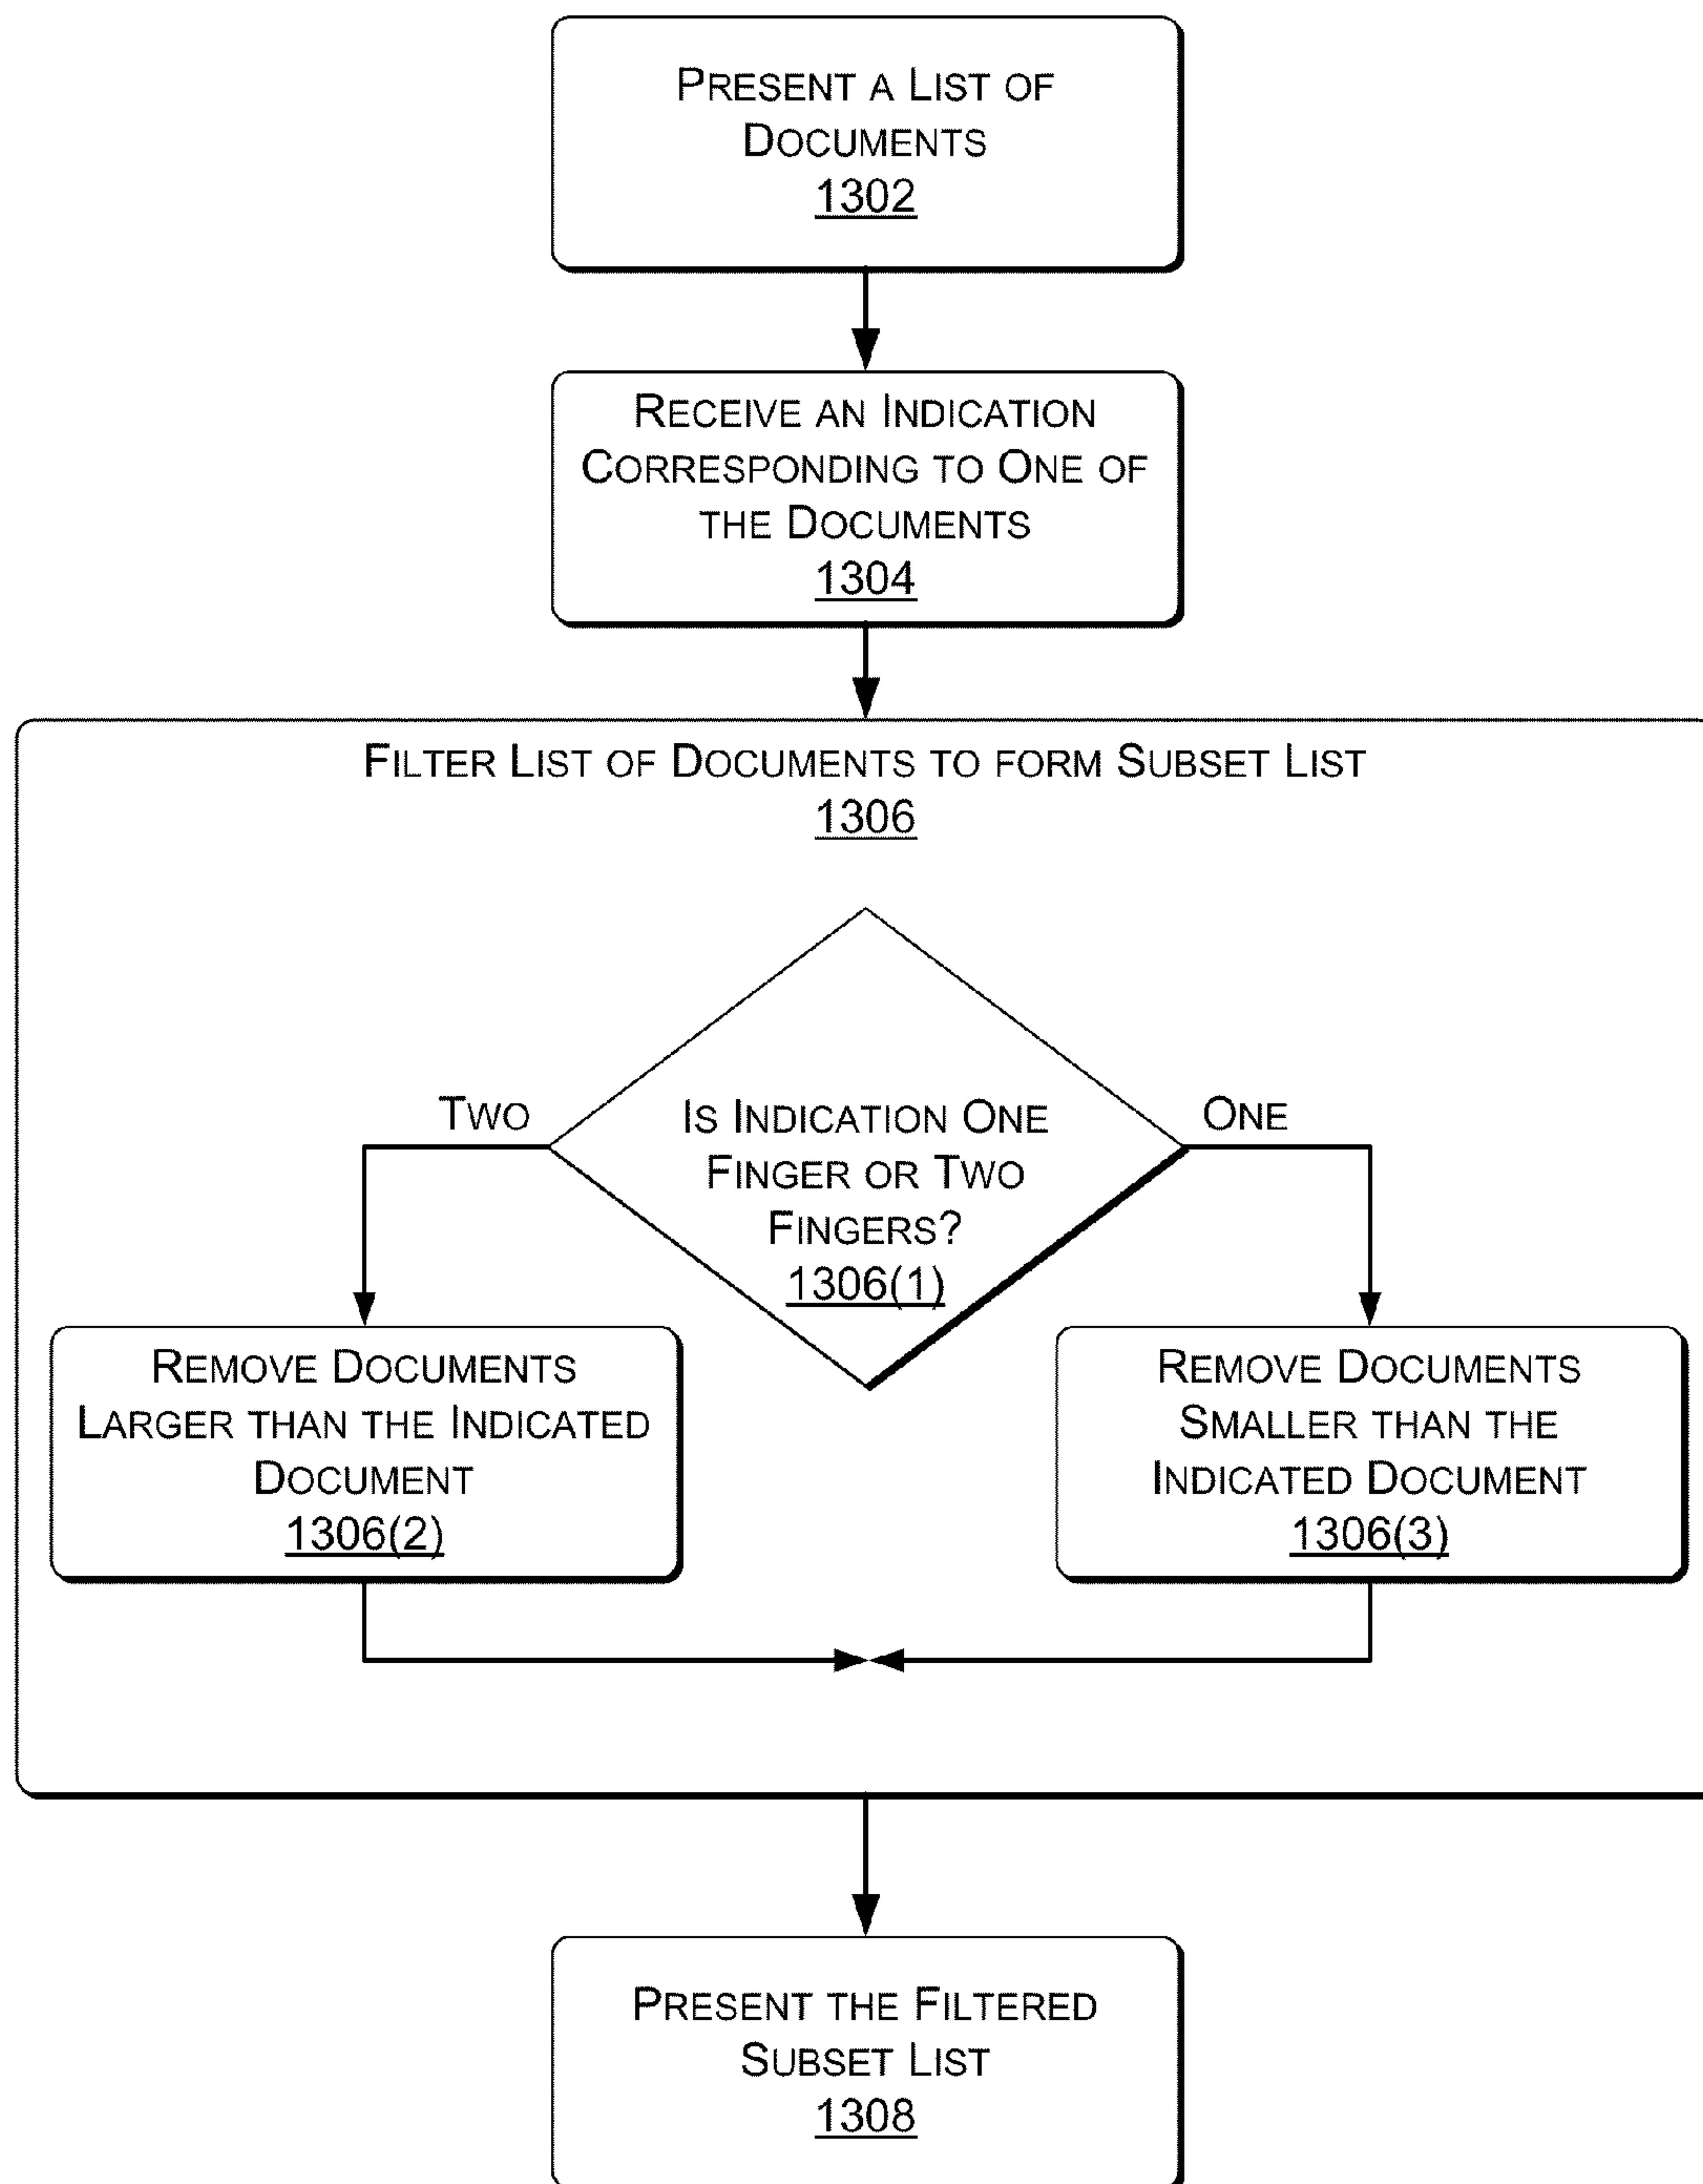 PRESENT A LIST OF
DOCUMENTS
1302
RECEIVE AN INDICATION
CORRESPONDING TO ONE OF
THE DOCUMENTS
1304
FILTER LIST OF DOCUMENTS TO FORM SUBSET LIST
1306
TWO
IS INDICATION ONE
FINGER OR TWO
FINGERS?
1306(1)
ONE
REMOVE DOCUMENTS
LARGER THAN THE INDICATED
DOCUMENT
1306(2)
REMOVE DOCUMENTS
SMALLER THAN THE
INDICATED DOCUMENT
1306(3)
PRESENT THE FILTERED
SUBSET LIST
1308